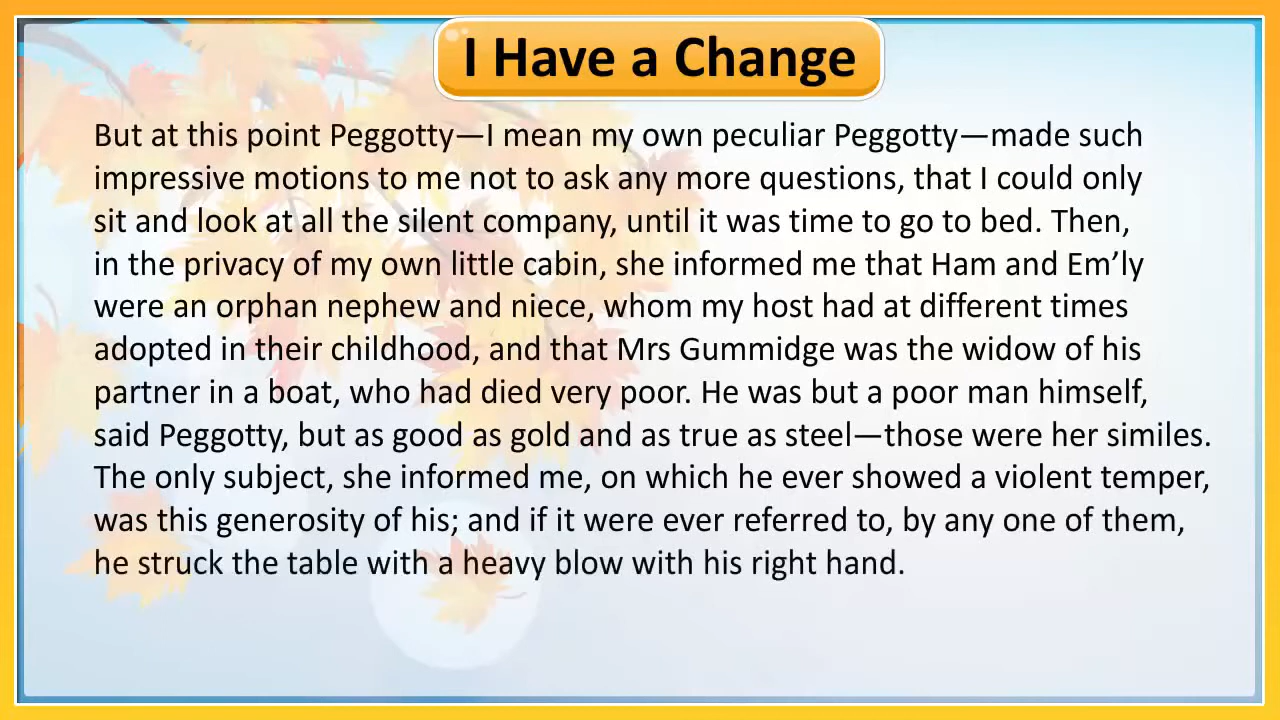 I Have a Change
But at this point Peggotty—I mean my own peculiar Peggotty—made such
impressive motions to me not to ask any more questions, that I could only
sit and look at all the silent company, until it was time to go to bed. Then,
in the privacy of my own little cabin, she informed me that Ham and Em’ly
were an orphan nephew and niece, whom my host had at different times
adopted in their childhood, and that Mrs Gummidge was the widow of his
partner in a boat, who had died very poor. He was but a poor man himself,
said Peggotty, but as good as gold and as true as steel—those were her similes.
The only subject, she informed me, on which he ever showed a violent temper,
was this generosity of his; and if it were ever referred to, by any one of them,
he struck the table with a heavy blow with his right hand.